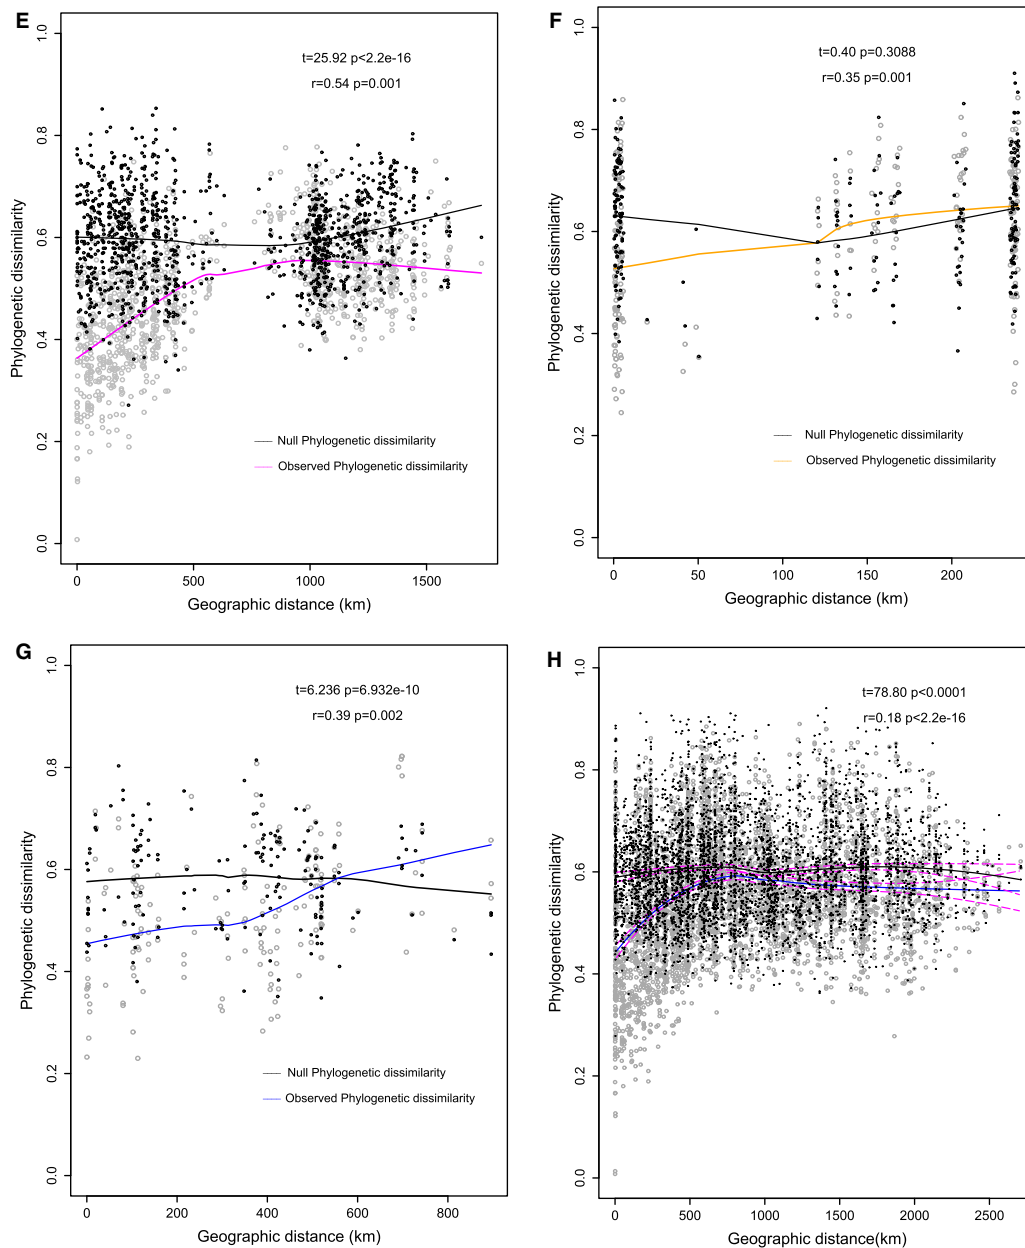 E
t=25.92 p<2.2e-16
r=0.54 p=0.001
1.0
0.8
0.6
0.4
0.2
0.0
Phylogenetic dissimilarity
Null Phylogenetic dissimilarity
Observed Phylogenetic dissimilarity
0 500 1000 1500
Geographic distance (km)
F
t=0.40 p=0.3088
r=0.35 p=0.001
1.0
0.8
0.6
0.4
0.2
0.0
Phylogenetic dissimilarity
Null Phylogenetic dissimilarity
Observed Phylogenetic dissimilarity
0 50 100 150 200
Geographic distance (km)
G
t=6.236 p=6.932e-10
r=0.39 p=0.002
1.0
0.8
0.6
0.4
0.2
0.0
Phylogenetic dissimilarity
Null Phylogenetic dissimilarity
Observed Phylogenetic dissimilarity
0 200 400 600 800
Geographic distance (km)
H
t=78.80 p<0.0001
r=0.18 p<2.2e-16
1.0
0.8
0.6
0.4
0.2
0.0
Phylogenetic dissimilarity
0 500 1000 1500 2000 2500
Geographic distance(km)